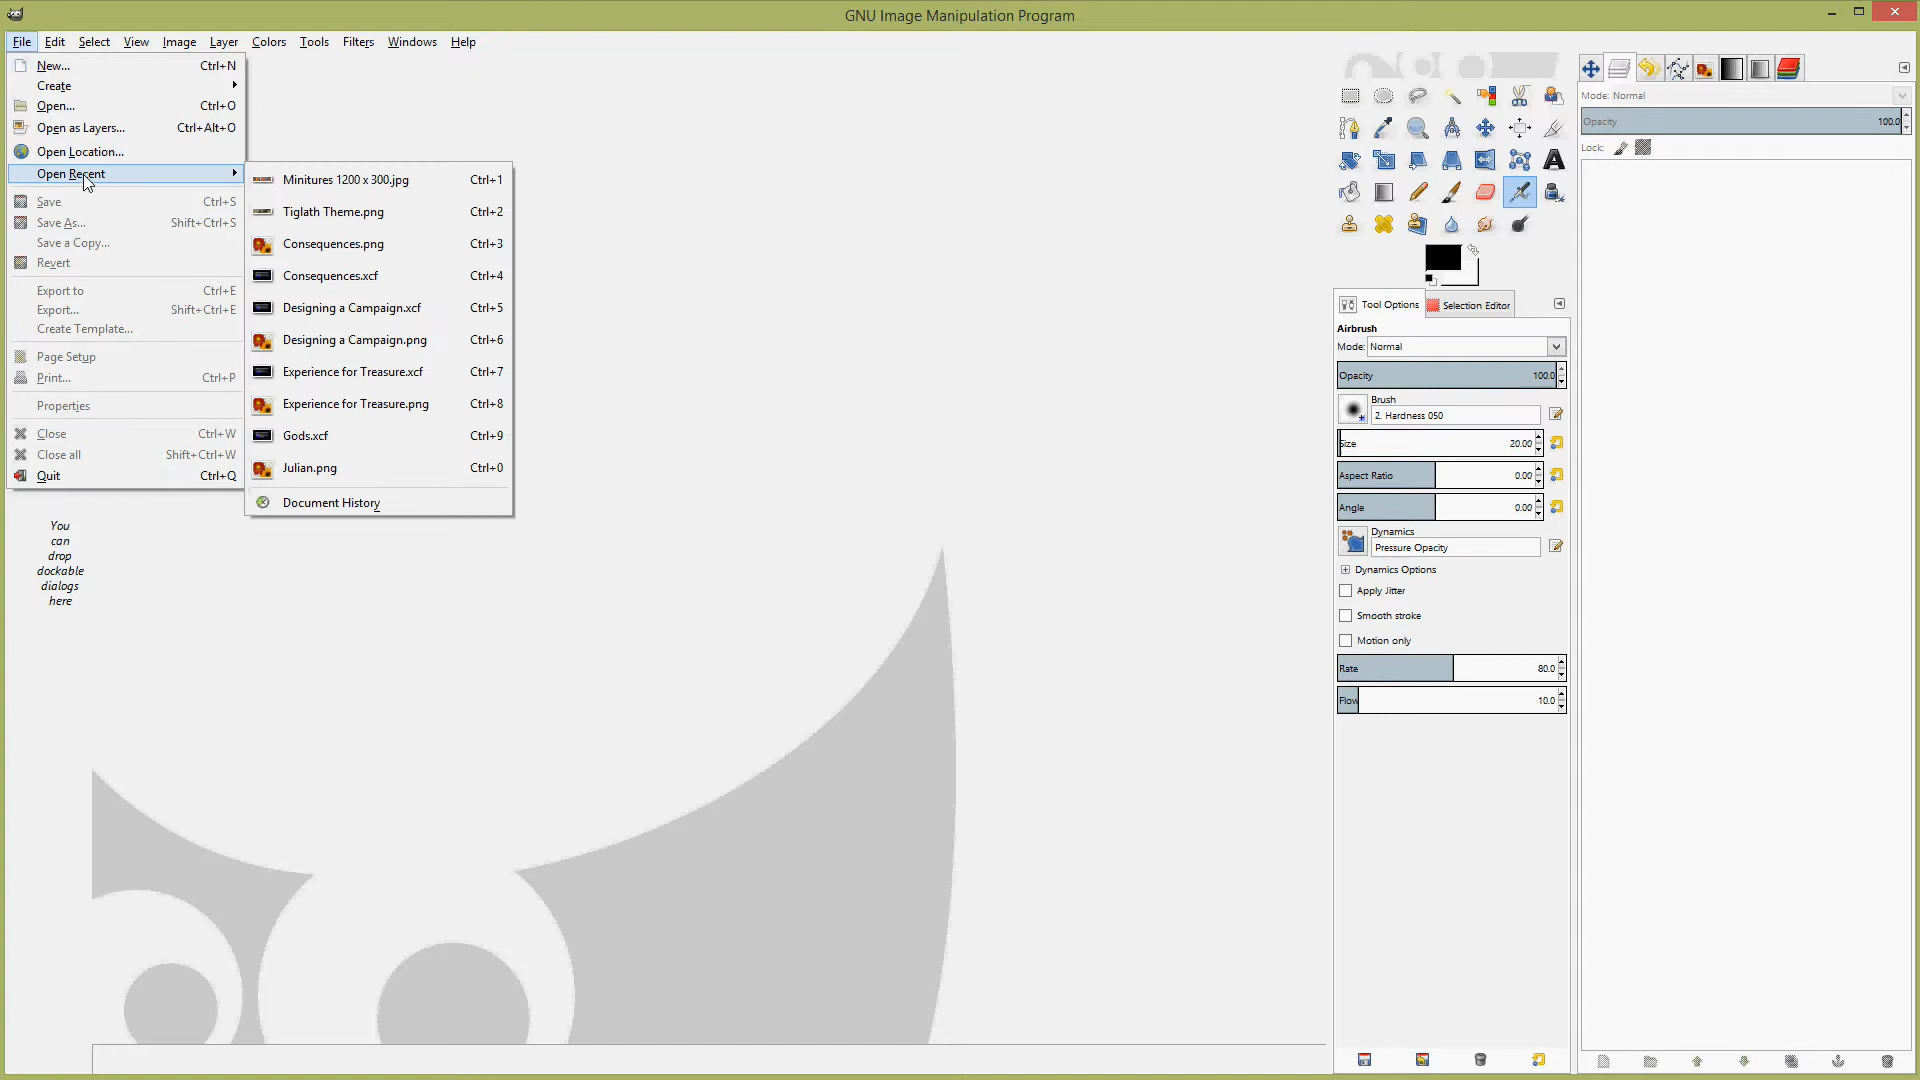 GNU Image Manipulation Program
File Edit Select View Image Layer Colors Tools Filters Windows Help
New... Ctrl+N
Create
Open... Ctrl+O
Open as Layers... Ctrl+Alt+O
Open Location...
Open Recent
Save Ctrl+S
Save As... Shift+Ctrl+S
Save a Copy...
Revert
Export to Ctrl+E
Export... Shift+Ctrl+E
Create Template...
Page Setup
Print... Ctrl+P
Properties
Close Ctrl+W
Close all Shift+Ctrl+W
Quit Ctrl+Q
Minitures 1200 x 300.jpg Ctrl+1
Tiglath Theme.png Ctrl+2
Consequences.png Ctrl+3
Consequences.xcf Ctrl+4
Designing a Campaign.xcf Ctrl+5
Designing a Campaign.png Ctrl+6
Experience for Treasure.xcf Ctrl+7
Experience for Treasure.png Ctrl+8
Gods.xcf Ctrl+9
Julian.png Ctrl+0
Document History
You
can
drop
dockable
dialogs
here
Tool Options Selection Editor
Airbrush
Mode: Normal
Opacity 100.0
Brush
2. Hardness 050
Size 20.00
Aspect Ratio 0.00
Angle 0.00
Dynamics
Pressure Opacity
Dynamics Options
Apply Jitter
Smooth stroke
Motion only
Rate 80.0
Flow 10.0
Mode: Normal
Opacity 100.0
Lock: